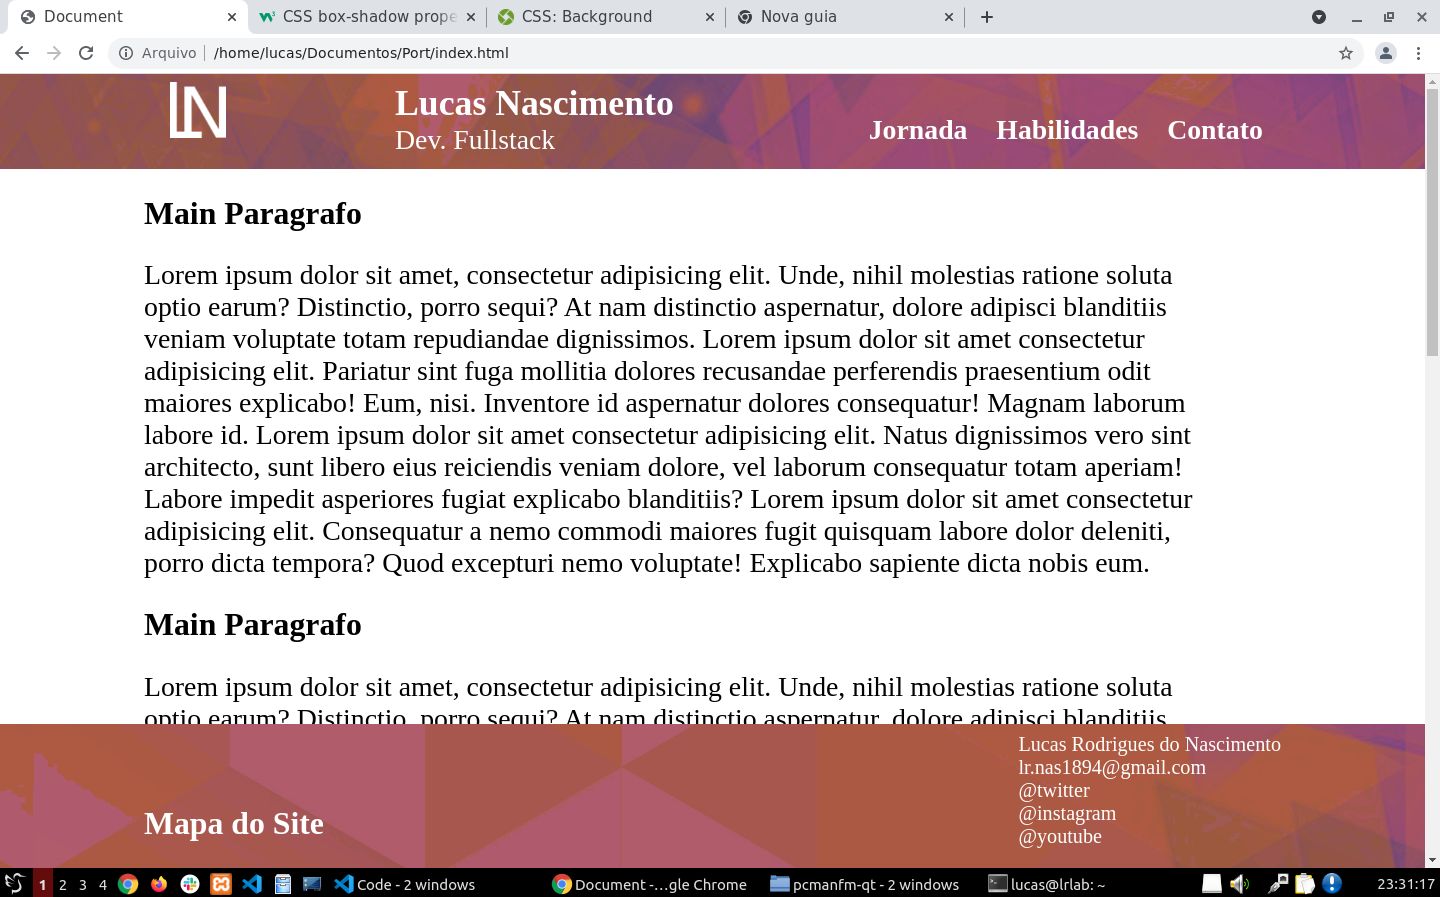 Document
CSS box-shadow prope
CSS: Background
Nova guia
Arquivo | /home/lucas/Documentos/Port/index.html
LN
Lucas Nascimento
Dev. Fullstack
Jornada Habilidades Contato
Main Paragrafo
Lorem ipsum dolor sit amet, consectetur adipisicing elit. Unde, nihil molestias ratione soluta
optio earum? Distinctio, porro sequi? At nam distinctio aspernatur, dolore adipisci blanditiis
veniam voluptate totam repudiandae dignissimos. Lorem ipsum dolor sit amet consectetur
adipisicing elit. Pariatur sint fuga mollitia dolores recusandae perferendis praesentium odit
maiores explicabo! Eum, nisi. Inventore id aspernatur dolores consequatur! Magnam laborum
labore id. Lorem ipsum dolor sit amet consectetur adipisicing elit. Natus dignissimos vero sint
architecto, sunt libero eius reiciendis veniam dolore, vel laborum consequatur totam aperiam!
Labore impedit asperiores fugiat explicabo blanditiis? Lorem ipsum dolor sit amet consectetur
adipisicing elit. Consequatur a nemo commodi maiores fugit quisquam labore dolor deleniti,
porro dicta tempora? Quod excepturi nemo voluptate! Explicabo sapiente dicta nobis eum.
Main Paragrafo
Lorem ipsum dolor sit amet, consectetur adipisicing elit. Unde, nihil molestias ratione soluta
optio earum? Distinctio, porro sequi? At nam distinctio aspernatur, dolore adipisci blanditiis
Mapa do Site
Lucas Rodrigues do Nascimento
lr.nas1894@gmail.com
@twitter
@instagram
@youtube
1 2 3 4
Code - 2 windows
Document -...gle Chrome
pcmanfm-qt - 2 windows
lucas@lrlab: ~
23:31:17